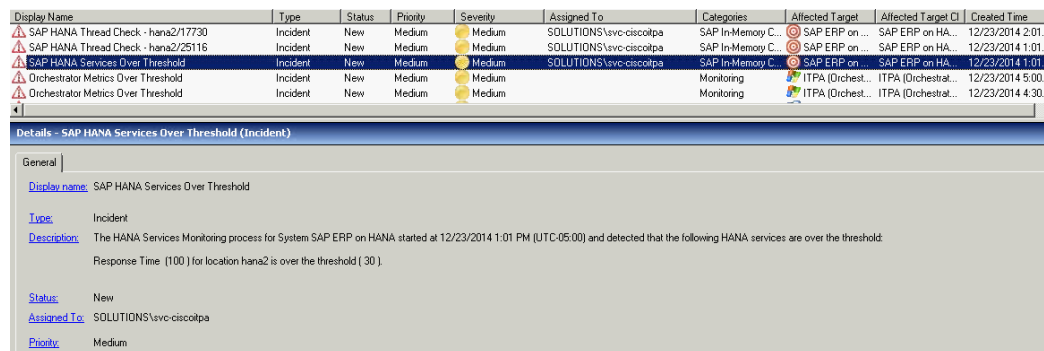 Display Name Type Status Priority Severity Assigned To Categories Affected Target Affected Target CI Created Time
SAP HANA Thread Check - hana2/17730 Incident New Medium Medium SOLUTIONS\svc-ciscoitpa SAP In-Memory C... SAP ERP on ... SAP ERP on HA... 12/23/2014 2:01.
SAP HANA Thread Check - hana2/25116 Incident New Medium Medium SOLUTIONS\svc-ciscoitpa SAP In-Memory C... SAP ERP on ... SAP ERP on HA... 12/23/2014 1:01.
SAP HANA Services Over Threshold Incident New Medium Medium SOLUTIONS\svc-ciscoitpa SAP In-Memory C... SAP ERP on ... SAP ERP on HA... 12/23/2014 1:01.
Orchestrator Metrics Over Threshold Incident New Medium Medium Monitoring ITPA (Orchest... ITPA (Orchestrat... 12/23/2014 5:00.
Orchestrator Metrics Over Threshold Incident New Medium Medium Monitoring ITPA (Orchest... ITPA (Orchestrat... 12/23/2014 4:30.
Details - SAP HANA Services Over Threshold (Incident)
General
Display name: SAP HANA Services Over Threshold
Type: Incident
Description: The HANA Services Monitoring process for System SAP ERP on HANA started at 12/23/2014 1:01 PM (UTC-05:00) and detected that the following HANA services are over the threshold:
Response Time (100 ) for location hana2 is over the threshold ( 30 ).
Status: New
Assigned To: SOLUTIONS\svc-ciscoitpa
Priority: Medium